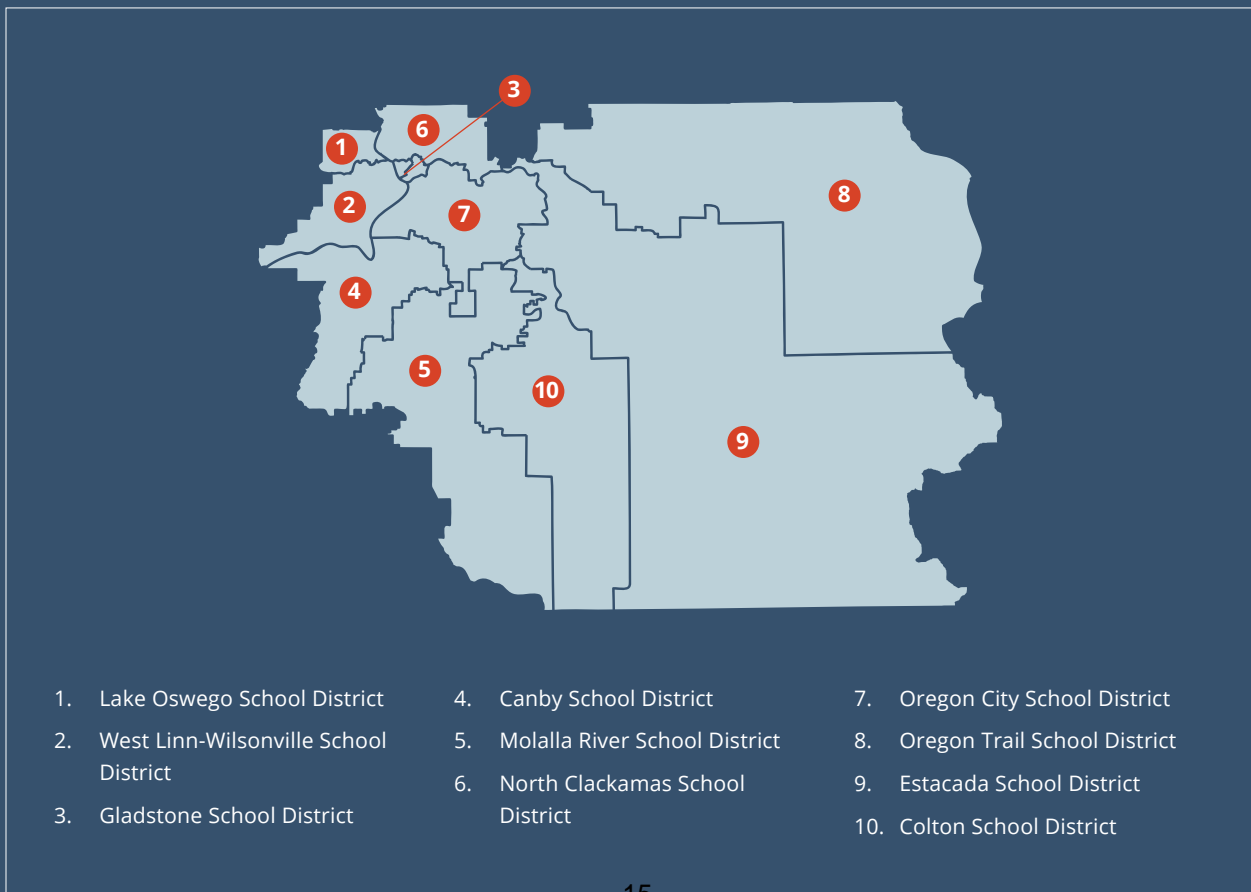 3
6
1
8
2
7
4
5
10
9
1. Lake Oswego School District
2. West Linn-Wilsonville School
District
3. Gladstone School District
4. Canby School District
5. Molalla River School District
6. North Clackamas School
District
7. Oregon City School District
8. Oregon Trail School District
9. Estacada School District
10. Colton School District
15